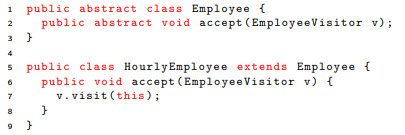 1 public abstract class Employee {
2   public abstract void accept(EmployeeVisitor v);
3 }
4
5 public class HourlyEmployee extends Employee {
6   public void accept(EmployeeVisitor v) {
7     v.visit(this);
8   }
9 }